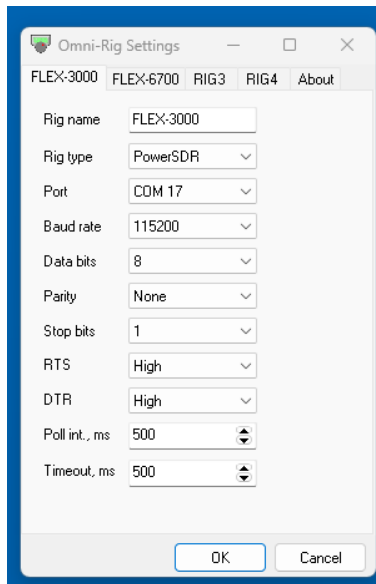 Omni-Rig Settings
FLEX-3000 FLEX-6700 RIG3 RIG4 About
Rig name FLEX-3000
Rig type PowerSDR
Port COM 17
Baud rate 115200
Data bits 8
Parity None
Stop bits 1
RTS High
DTR High
Poll int., ms 500
Timeout, ms 500
OK Cancel